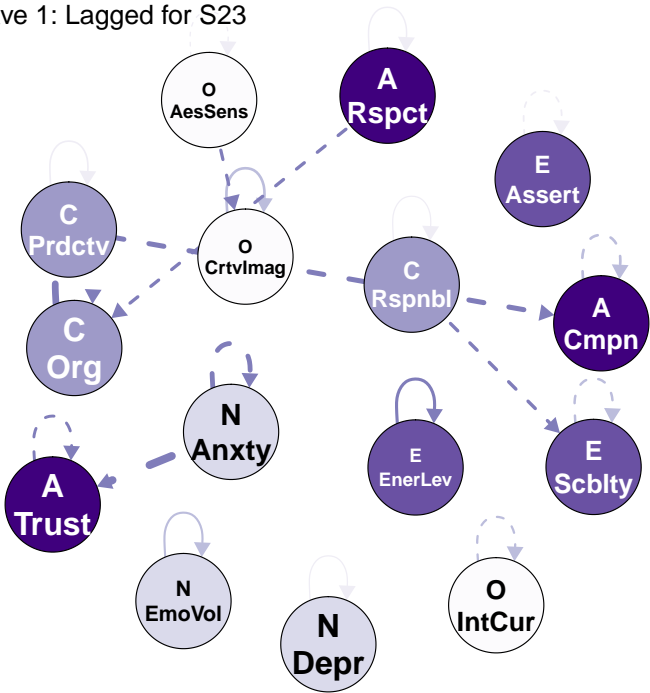 ve 1: Lagged for S23
O
AesSens
A
Rspct
E
Assert
C
Prdctv
O
CrtvImag
C
Rspnbl
A
Cmpn
C
Org
N
Anxty
E
EnerLev
E
Scblty
A
Trust
N
EmoVol
N
Depr
O
IntCur